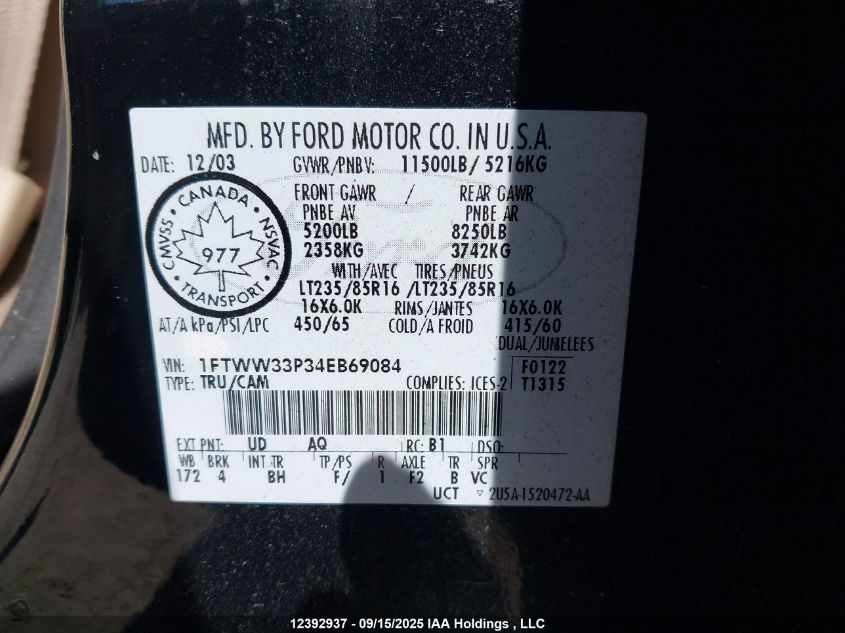 MFD. BY FORD MOTOR CO. IN U.S.A.
DATE: 12/03 GVWR/PNBV: 11500LB/ 5216KG
FRONT GAWR / REAR GAWR
PNBE AV PNBE AR
5200LB 8250LB
2358KG 3742KG
WITH/AVEC TIRES/PNEUS
LT235/85R16 /LT235/85R16
16X6.0K RIMS/JANTES 16X6.0K
AT/A kPa/PSI/LPC 450/65 COLD/A FROID 415/60
DUAL/JUMELEES
CANADA
CMVSS • NSVAC
977
TRANSPORT
VIN: 1FTWW33P34EB69084 F0122
TYPE: TRU/CAM COMPLIES: ICES-2 T1315
EXT PNT: UD AQ RC: B1 DSO:
WB BRK INT TR TP/PS R AXLE TR SPR
172 4 BH F/ 1 F2 B VC
UCT ▽ 2U5A-1520472-AA
12392937 - 09/15/2025 IAA Holdings , LLC